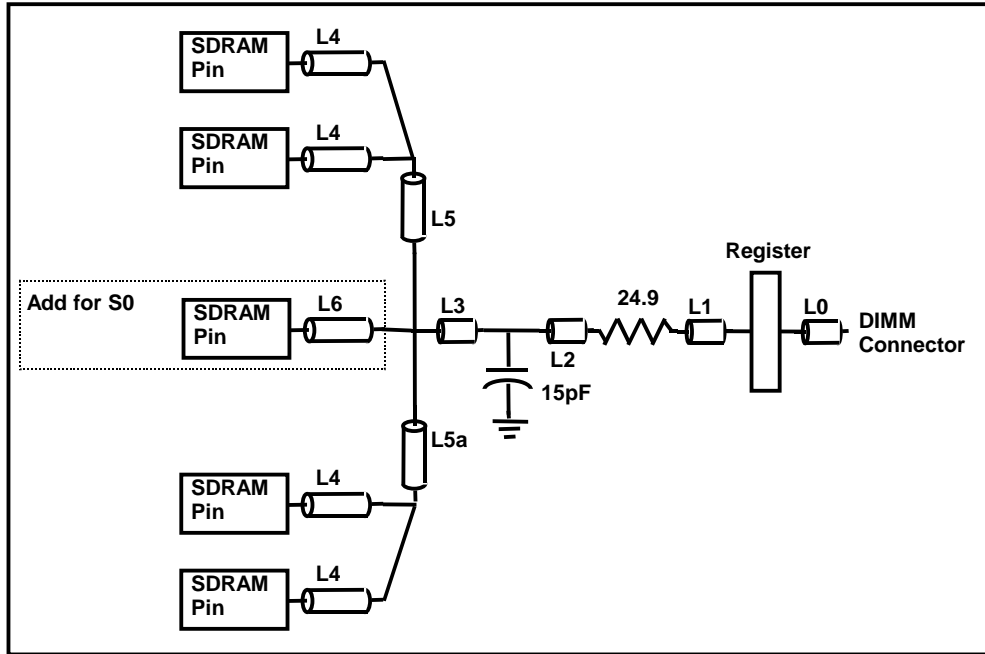 SDRAM
Pin
L4
SDRAM
Pin
L4
L5
Add for S0
SDRAM
Pin
L6
L3
L2
15pF
24.9
L1
Register
L0
DIMM
Connector
L5a
SDRAM
Pin
L4
SDRAM
Pin
L4